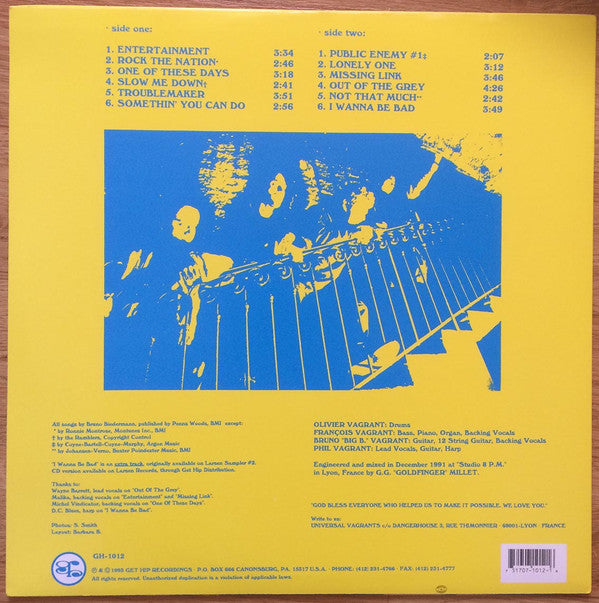 · side one:
1. ENTERTAINMENT 3:34
2. ROCK THE NATION* 2:46
3. ONE OF THESE DAYS 3:18
4. SLOW ME DOWN† 2:41
5. TROUBLEMAKER 3:51
6. SOMETHIN' YOU CAN DO 2:56
· side two:
1. PUBLIC ENEMY #1‡ 2:07
2. LONELY ONE 3:12
3. MISSING LINK 3:46
4. OUT OF THE GREY 4:26
5. NOT THAT MUCH** 2:42
6. I WANNA BE BAD 3:49
All songs by Bruno Biedermann, published by Penna Woods, BMI except:
* by Ronnie Montrose, Montunes Inc., BMI
† by the Ramblers, Copyright Control
‡ by Coyne-Bartell-Cuyne-Murphy, Argon Music
** by Johansen-Verno, Buster Poindexter Music, BMI
"I Wanna Be Bad" is an extra track, originally available on Larsen Sampler #2.
CD version available on Larsen Records, through Get Hip Distribution.
Thanks to:
Wayne Barrett, lead vocals on "Out Of The Grey".
Malika, backing vocals on "Entertainment" and "Missing Link".
Michel Vindicator, backing vocals on "One Of These Days".
D.C. Blues, harp on "I Wanna Be Bad".
Photos: S. Smith
Layout: Barbara S.
OLIVIER VAGRANT: Drums
FRANÇOIS VAGRANT: Bass, Piano, Organ, Backing Vocals
BRUNO "BIG B." VAGRANT: Guitar, 12 String Guitar, Backing Vocals
PHIL VAGRANT: Lead Vocals, Guitar, Harp
Engineered and mixed in December 1991 at "Studio 8 P.M."
in Lyon, France by G.G. "GOLDFINGER" MILLET.
"GOD BLESS EVERYONE WHO HELPED US TO MAKE IT POSSIBLE. WE LOVE YOU."
Write to us:
UNIVERSAL VAGRANTS c/o DANGERHOUSE 3, RUE THIMONNIER - 69001-LYON - FRANCE
GH-1012
℗ & © 1993 GET HIP RECORDINGS · P.O. BOX 666 CANONSBURG, PA. 15317 U.S.A. · PHONE: (412) 231-4766 · FAX: (412) 231-4777
All rights reserved. Unauthorized duplication is a violation of applicable laws.
51707-1012-1